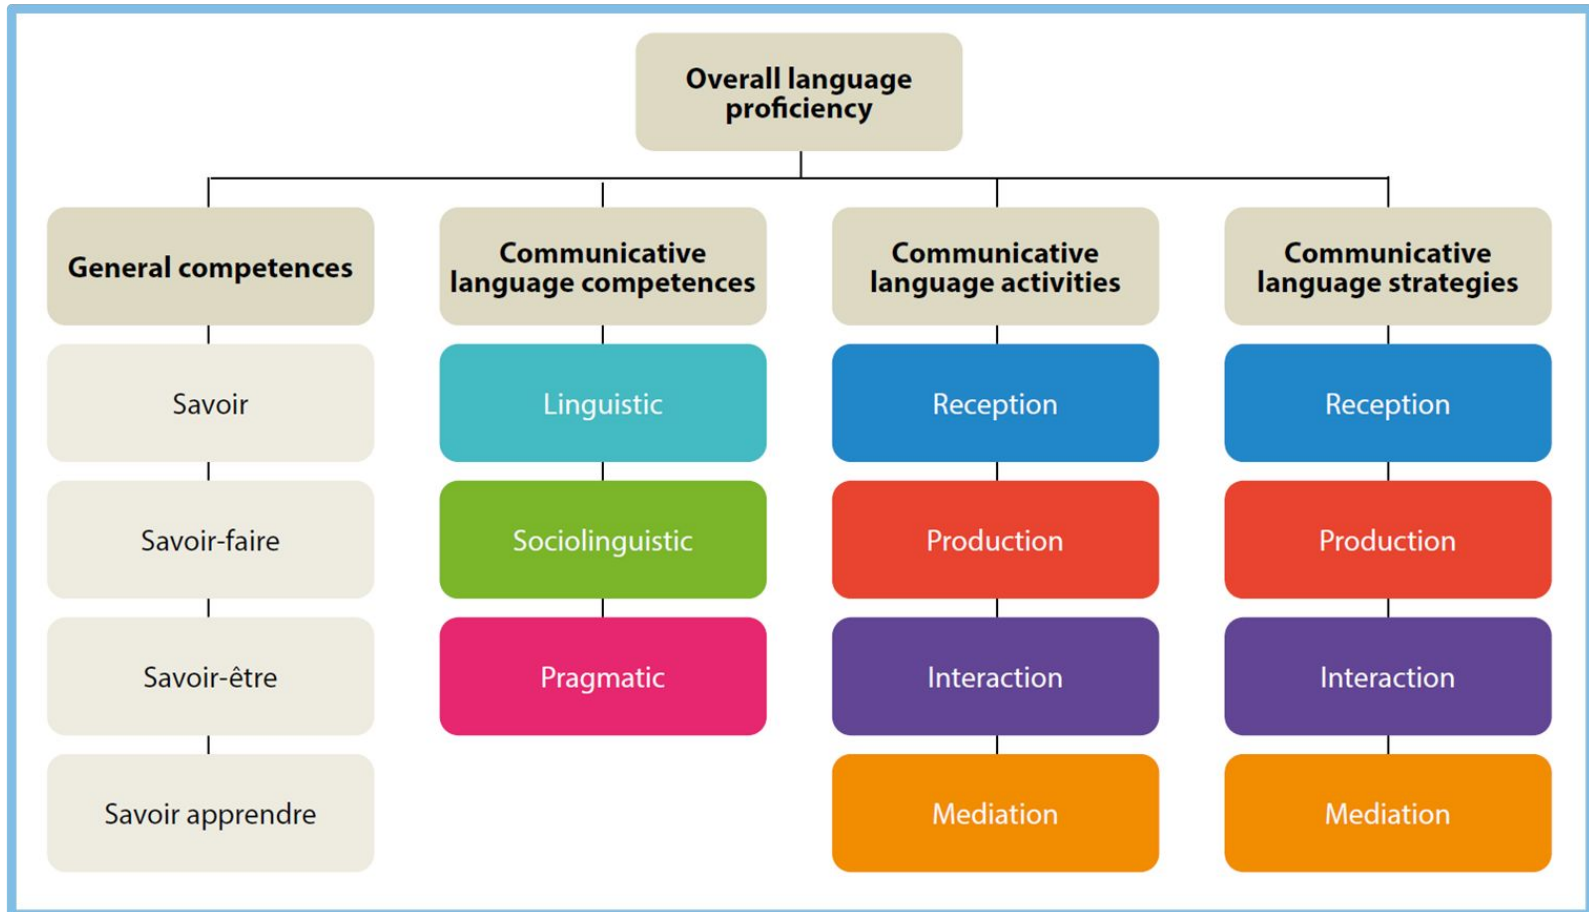 Overall language
proficiency
General competences
Communicative
language competences
Communicative
language activities
Communicative
language strategies
Savoir
Linguistic
Reception
Reception
Savoir-faire
Sociolinguistic
Production
Production
Savoir-être
Pragmatic
Interaction
Interaction
Savoir apprendre
Mediation
Mediation